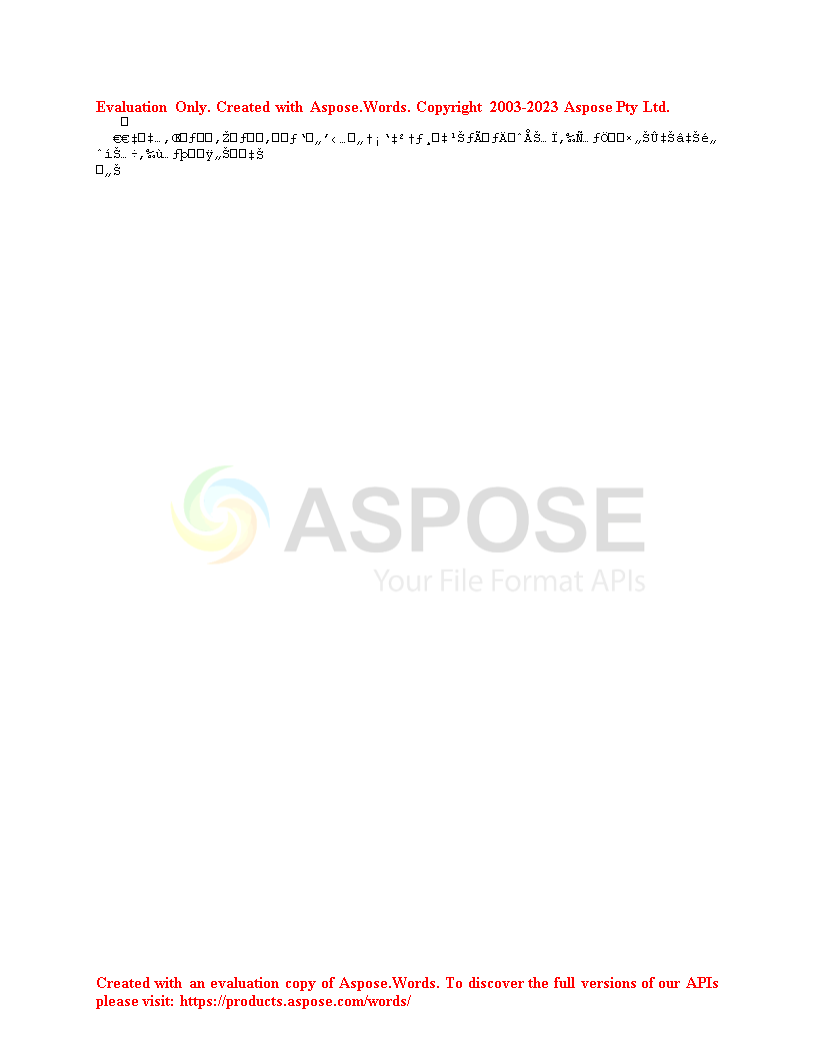 Evaluation Only. Created with Aspose.Words. Copyright 2003-2023 Aspose Pty Ltd.
ASPOSE
Your File Format APIs
Created with an evaluation copy of Aspose.Words. To discover the full versions of our APIs
please visit: https://products.aspose.com/words/